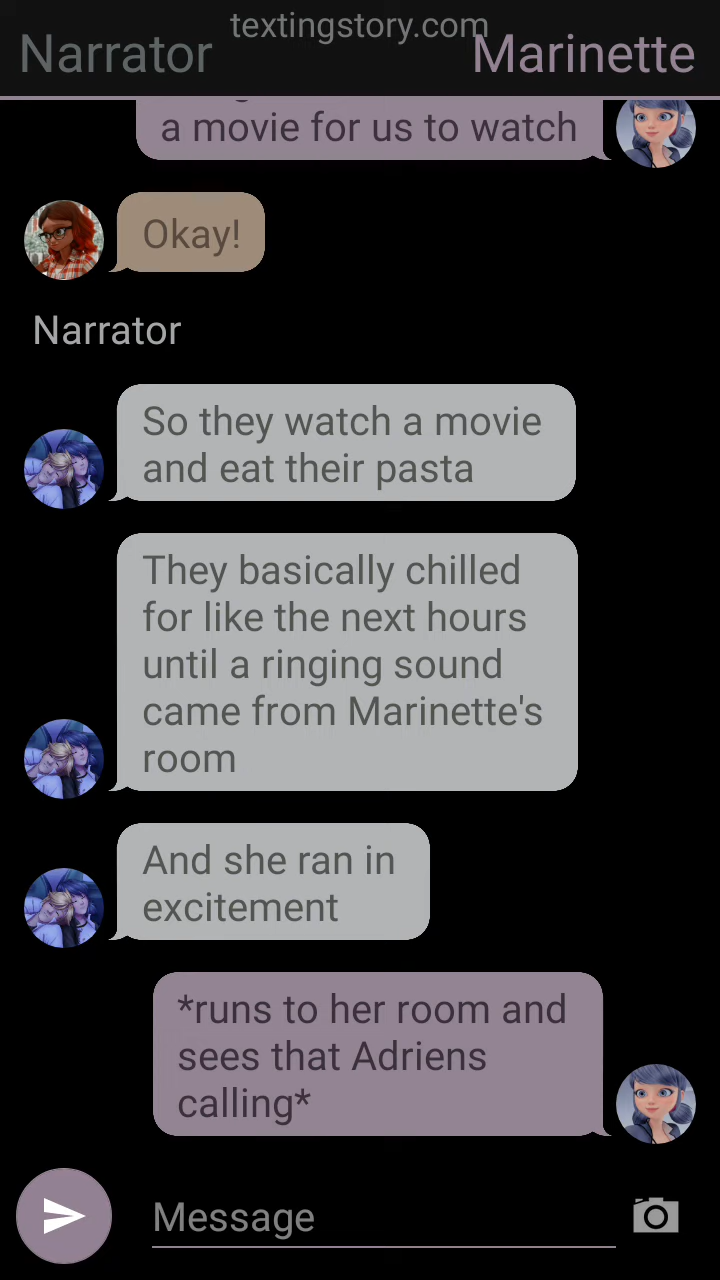 textingstory.com
Narrator
Marinette
a movie for us to watch
Okay!
Narrator
So they watch a movie
and eat their pasta
They basically chilled
for like the next hours
until a ringing sound
came from Marinette's
room
And she ran in
excitement
*runs to her room and
sees that Adriens
calling*
Message